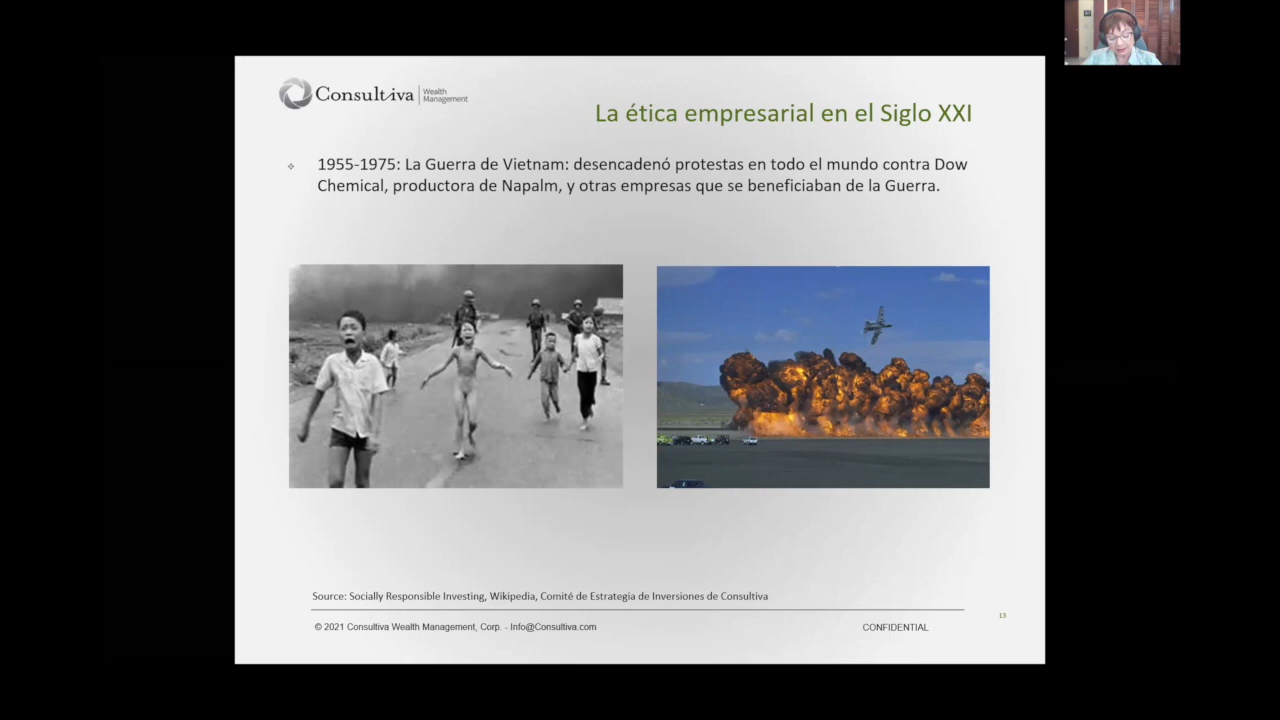 Consultiva
Wealth
Management
La ética empresarial en el Siglo XXI
1955-1975: La Guerra de Vietnam: desencadenó protestas en todo el mundo contra Dow
Chemical, productora de Napalm, y otras empresas que se beneficiaban de la Guerra.
Source: Socially Responsible Investing, Wikipedia, Comité de Estrategia de Inversiones de Consultiva
13
© 2021 Consultiva Wealth Management, Corp. - Info@Consultiva.com
CONFIDENTIAL